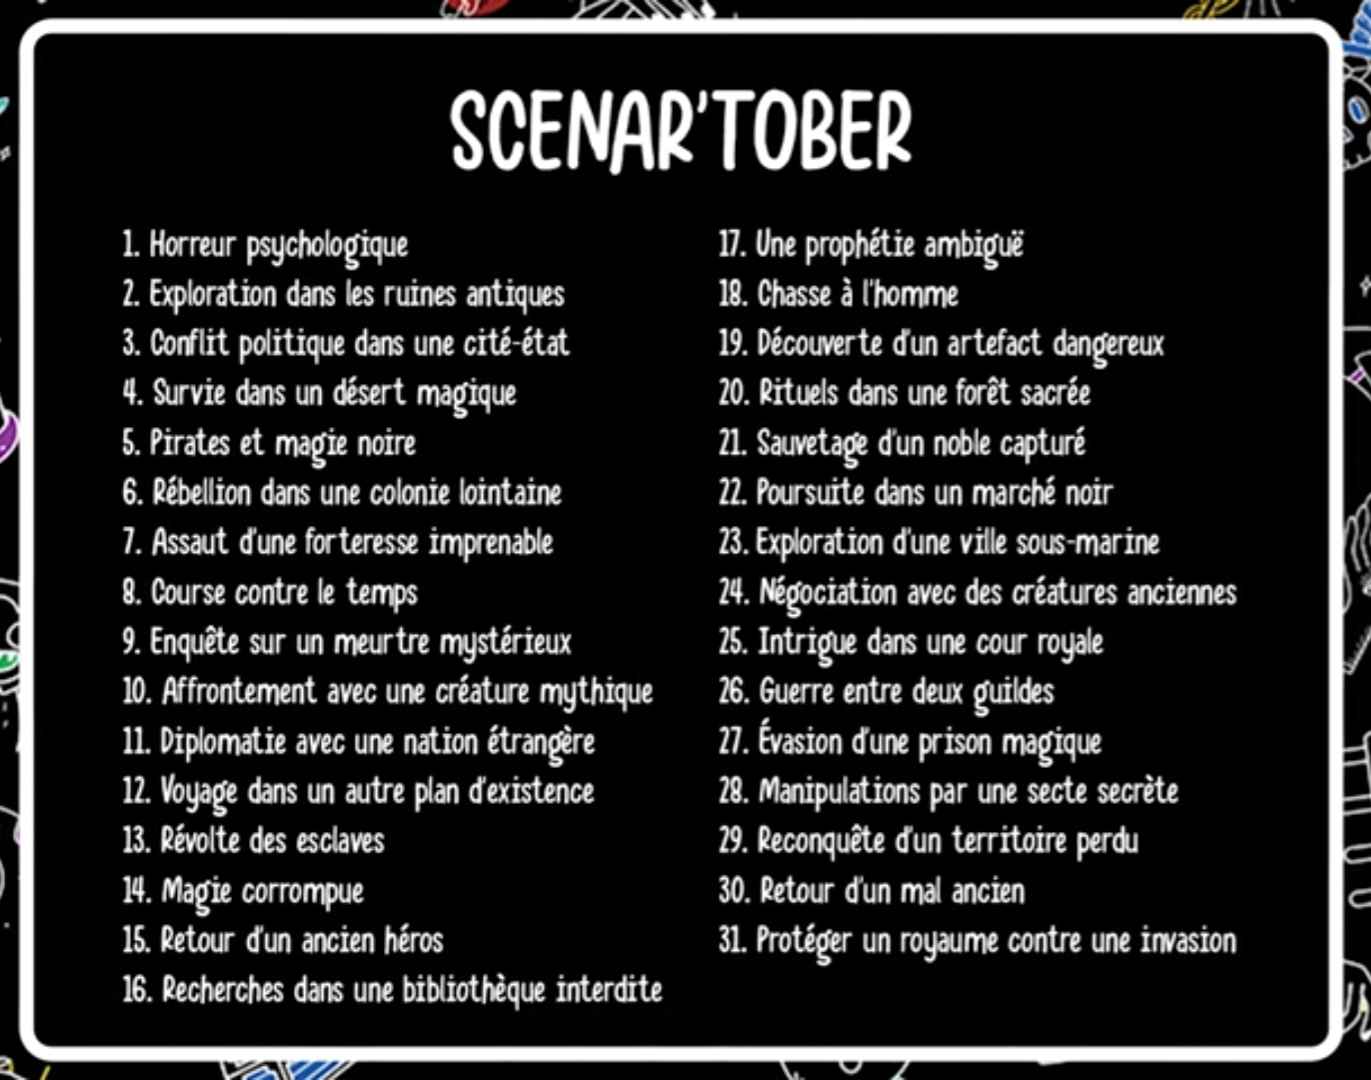 SCENAR'TOBER
1. Horreur psychologique
2. Exploration dans les ruines antiques
3. Conflit politique dans une cité-état
4. Survie dans un désert magique
5. Pirates et magie noire
6. Rébellion dans une colonie lointaine
7. Assaut d'une forteresse imprenable
8. Course contre le temps
9. Enquête sur un meurtre mystérieux
10. Affrontement avec une créature mythique
11. Diplomatie avec une nation étrangère
12. Voyage dans un autre plan d'existence
13. Révolte des esclaves
14. Magie corrompue
15. Retour d'un ancien héros
16. Recherches dans une bibliothèque interdite
17. Une prophétie ambiguë
18. Chasse à l'homme
19. Découverte d'un artefact dangereux
20. Rituels dans une forêt sacrée
21. Sauvetage d'un noble capturé
22. Poursuite dans un marché noir
23. Exploration d'une ville sous-marine
24. Négociation avec des créatures anciennes
25. Intrigue dans une cour royale
26. Guerre entre deux guildes
27. Évasion d'une prison magique
28. Manipulations par une secte secrète
29. Reconquête d'un territoire perdu
30. Retour d'un mal ancien
31. Protéger un royaume contre une invasion